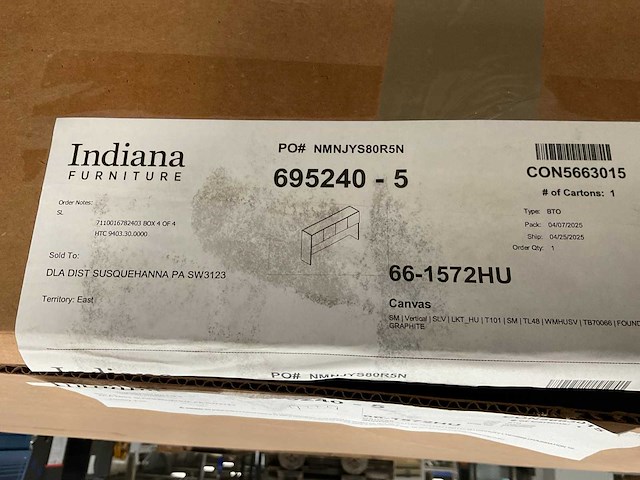 Indiana
FURNITURE
PO# NMNJYS80R5N
695240 - 5
CON5663015
# of Cartons: 1
Order Notes:
SL
7110016782403 BOX 4 OF 4
HTC 9403.30.0000
Type: BTO
Pack: 04/07/2025
Ship: 04/25/2025
Order Qty: 1
Sold To:
DLA DIST SUSQUEHANNA PA SW3123
Territory: East
66-1572HU
Canvas
SM | Vertical | SLV | LKT_HU | T101 | SM | TL48 | WMHUSV | TB70066 | FOUND
GRAPHITE
Indiana
PO# NMNJYS80R5N